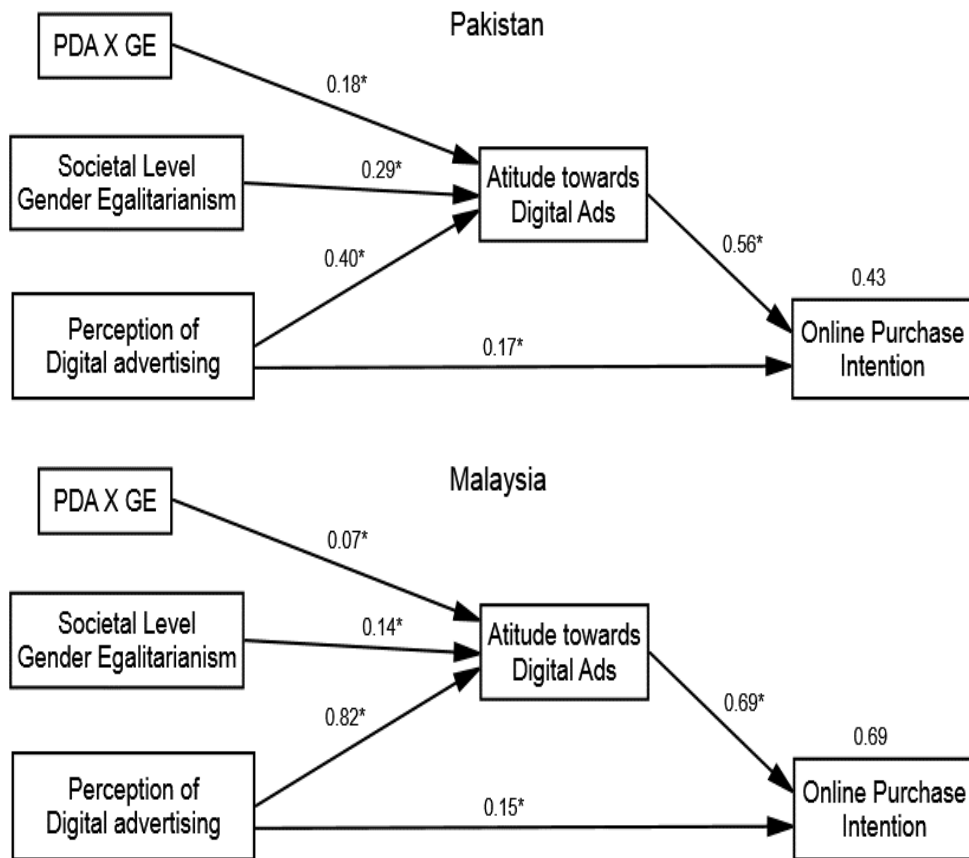 Pakistan
PDA X GE
0.18*
Societal Level
Gender Egalitarianism
0.29*
Atitude towards
Digital Ads
0.40*
0.56*
0.43
Perception of
Digital advertising
0.17*
Online Purchase
Intention
Malaysia
PDA X GE
0.07*
Societal Level
Gender Egalitarianism
0.14*
Atitude towards
Digital Ads
0.82*
0.69*
0.69
Perception of
Digital advertising
0.15*
Online Purchase
Intention